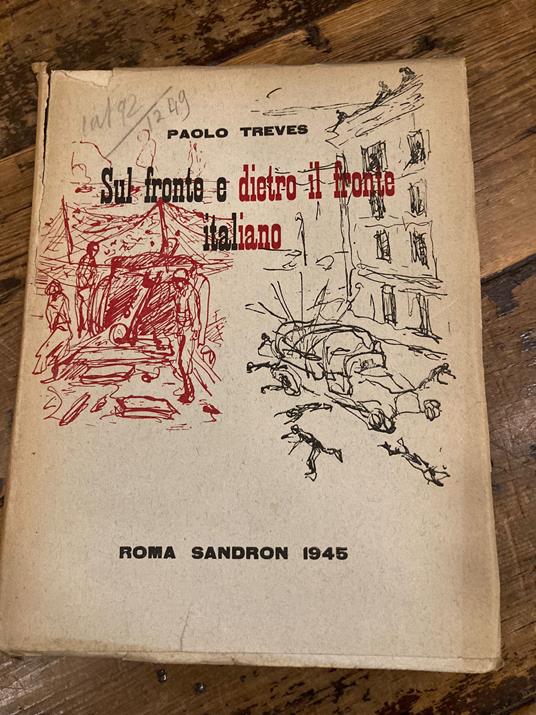 PAOLO TREVES
Sul fronte e dietro il fronte
italiano
ROMA SANDRON 1945